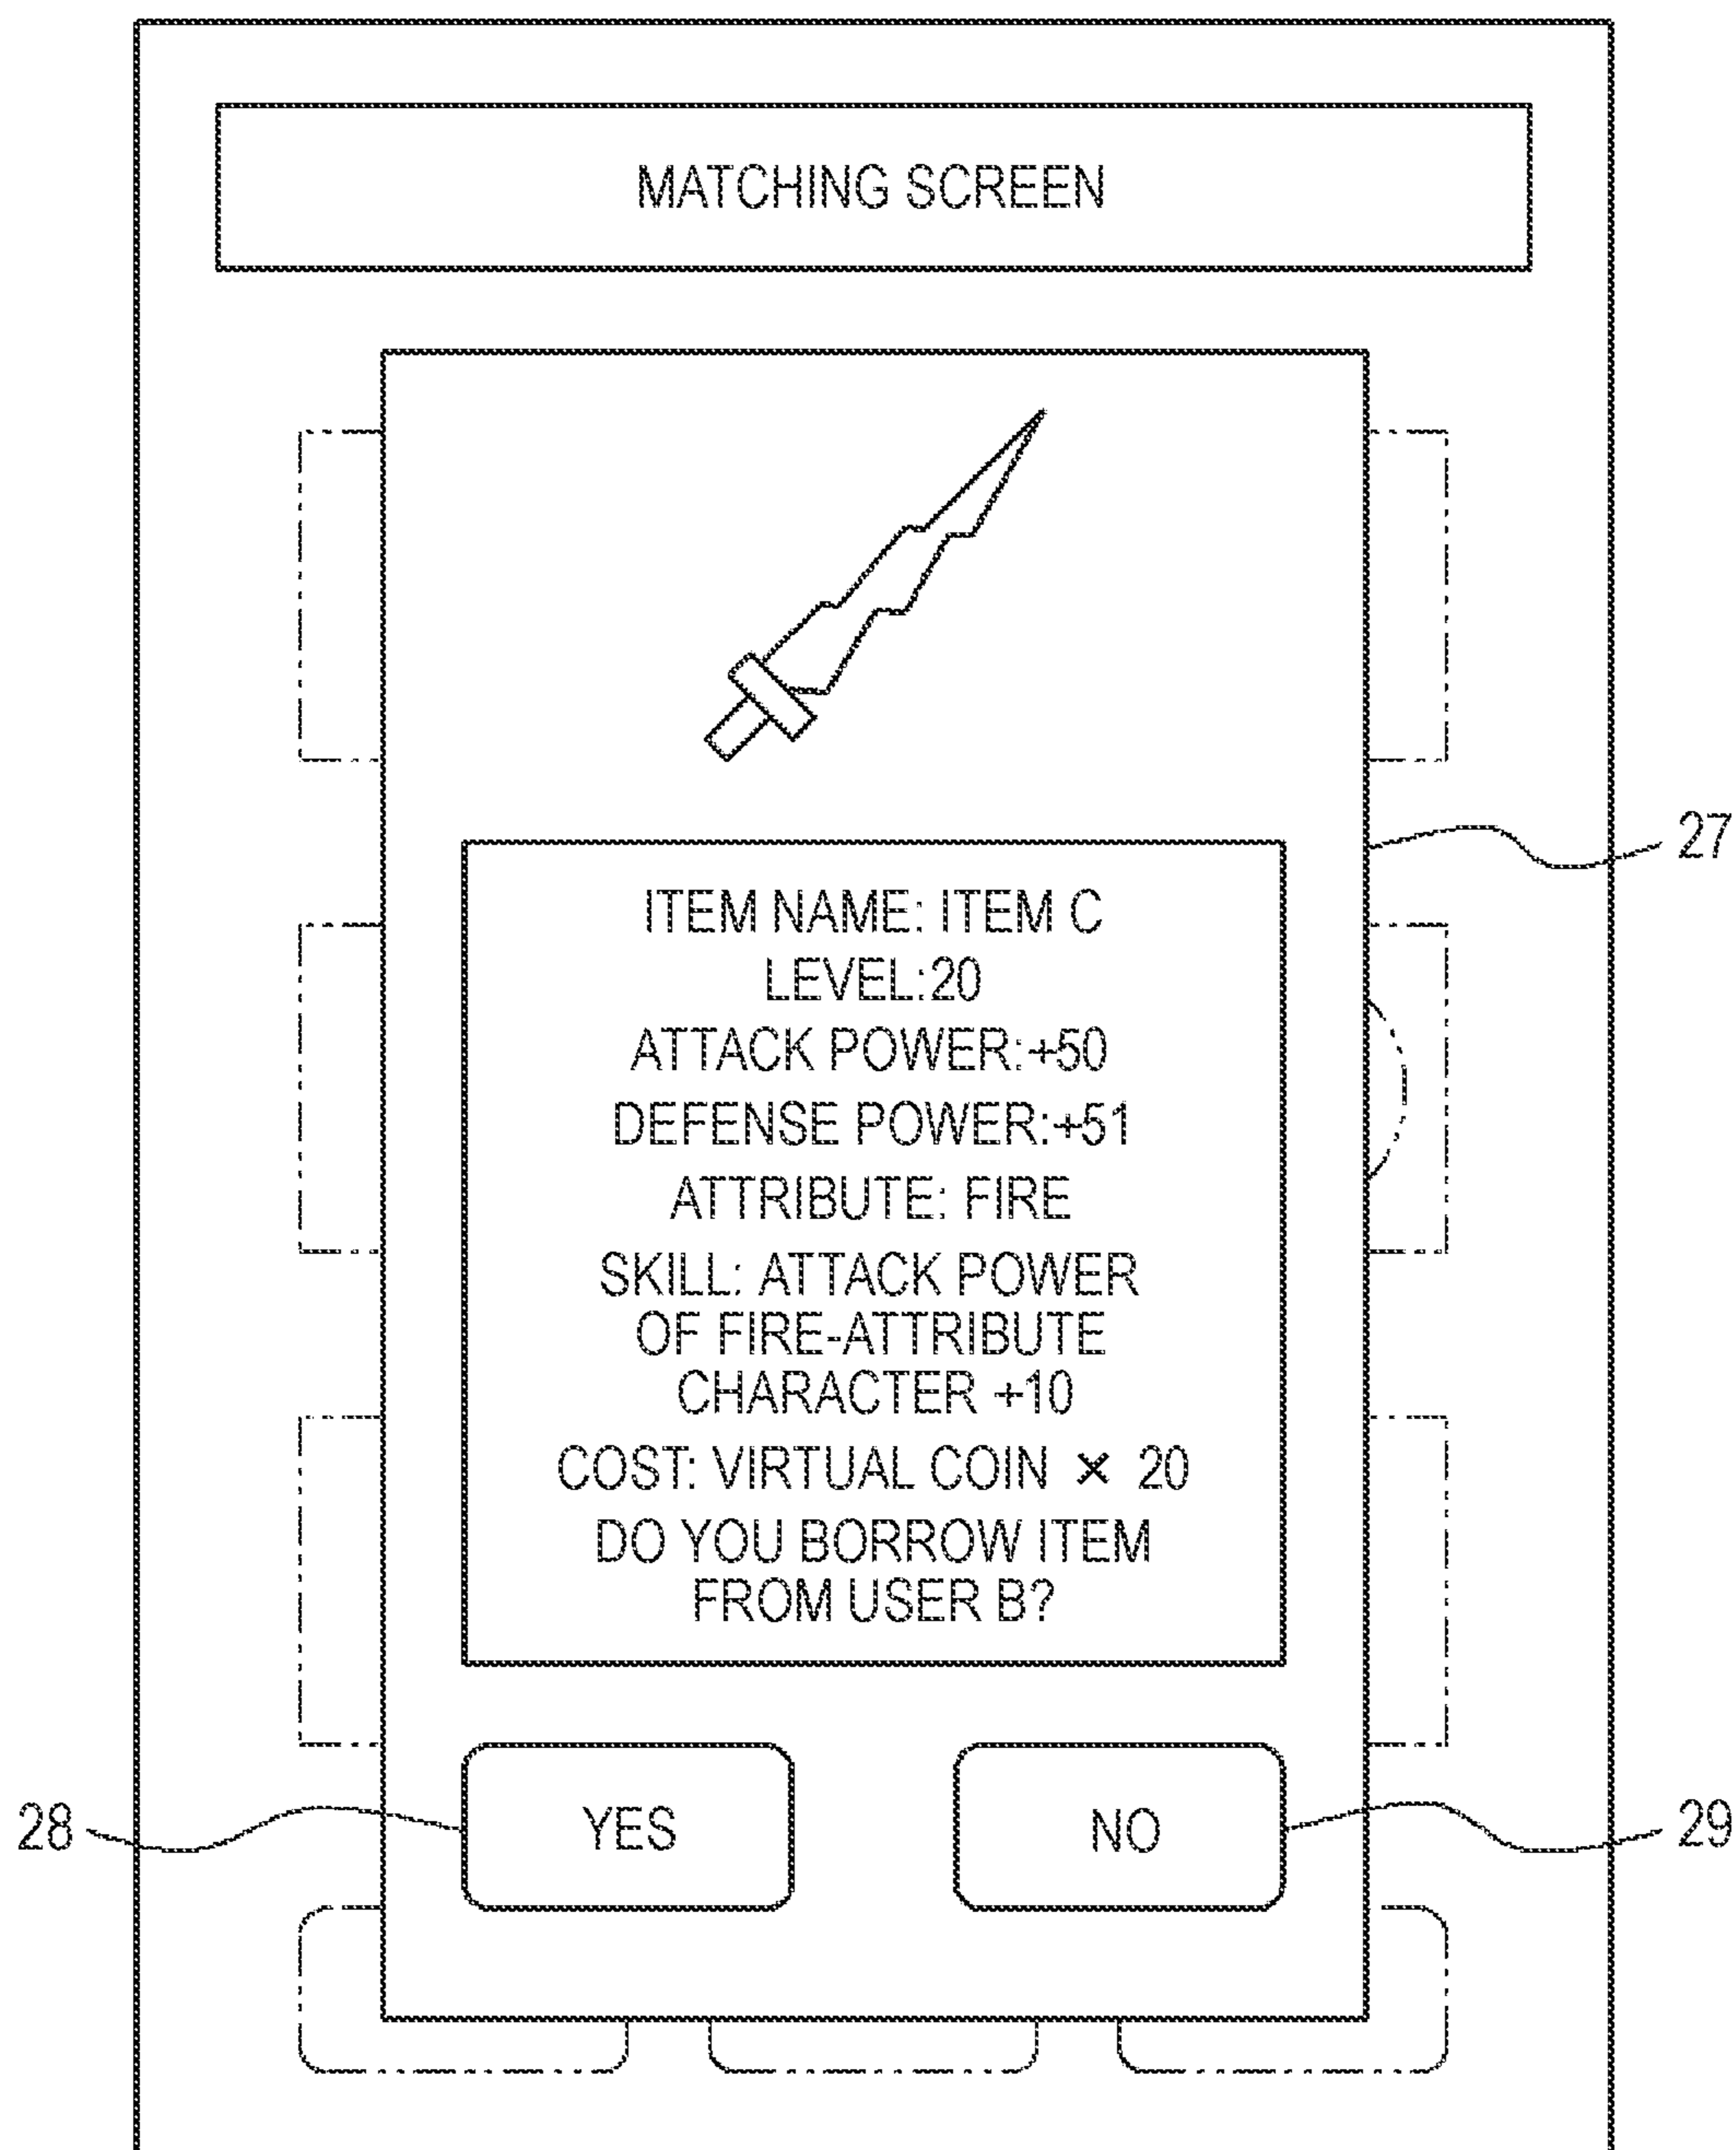 MATCHING SCREEN
27
ITEM NAME: ITEM C
LEVEL:20
ATTACK POWER:+50
DEFENSE POWER:+51
ATTRIBUTE: FIRE
SKILL: ATTACK POWER
OF FIRE-ATTRIBUTE
CHARACTER +10
COST: VIRTUAL COIN × 20
DO YOU BORROW ITEM
FROM USER B?
28 YES NO 29